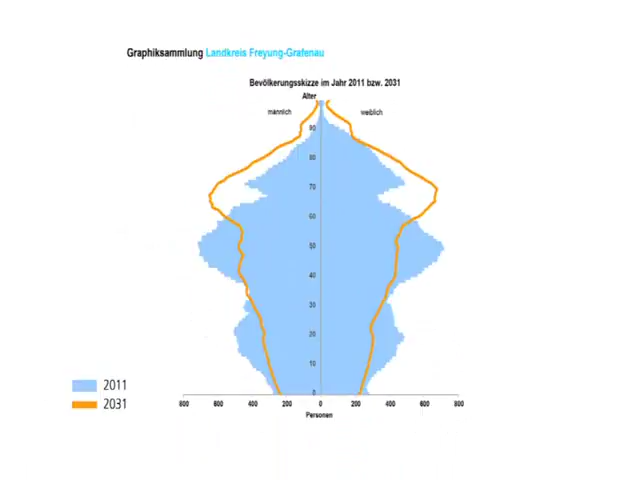 Graphiksammlung Landkreis Freyung-Grafenau
Bevölkerungsskizze im Jahr 2011 bzw. 2031
Alter
männlich weiblich
90
80
70
60
50
40
30
20
10
0
2011
2031
800 600 400 200 0 200 400 600 800
Personen